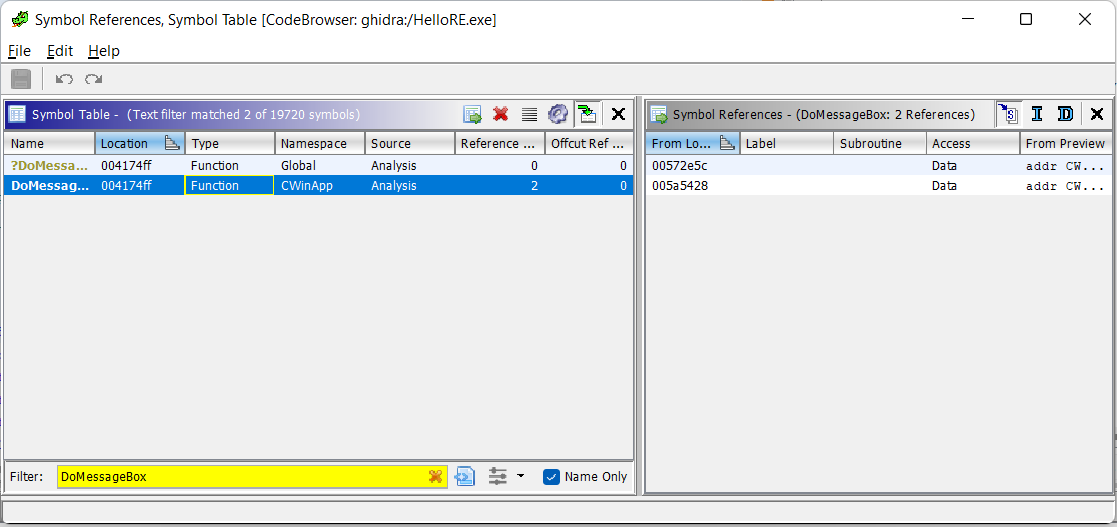 Symbol References, Symbol Table [CodeBrowser: ghidra:/HelloRE.exe]
File Edit Help
Symbol Table - (Text filter matched 2 of 19720 symbols)
Name Location Type Namespace Source Reference ... Offcut Ref ...
?DoMessa... 004174ff Function Global Analysis 0 0
DoMessag... 004174ff Function CWinApp Analysis 2 0
Filter: DoMessageBox Name Only
Symbol References - (DoMessageBox: 2 References) S I D
From Lo... Label Subroutine Access From Preview
00572e5c Data addr CW...
005a5428 Data addr CW...